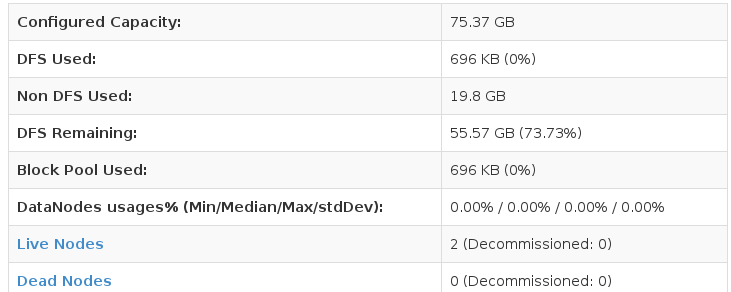 Configured Capacity: 75.37 GB
DFS Used: 696 KB (0%)
Non DFS Used: 19.8 GB
DFS Remaining: 55.57 GB (73.73%)
Block Pool Used: 696 KB (0%)
DataNodes usages% (Min/Median/Max/stdDev): 0.00% / 0.00% / 0.00% / 0.00%
Live Nodes 2 (Decommissioned: 0)
Dead Nodes 0 (Decommissioned: 0)